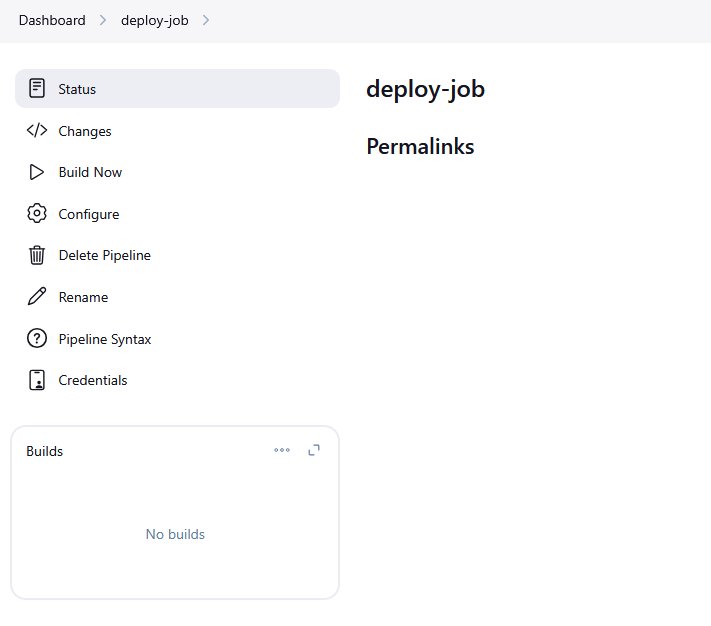 Dashboard > deploy-job >
Status
Changes
Build Now
Configure
Delete Pipeline
Rename
Pipeline Syntax
Credentials
Builds
No builds
deploy-job
Permalinks